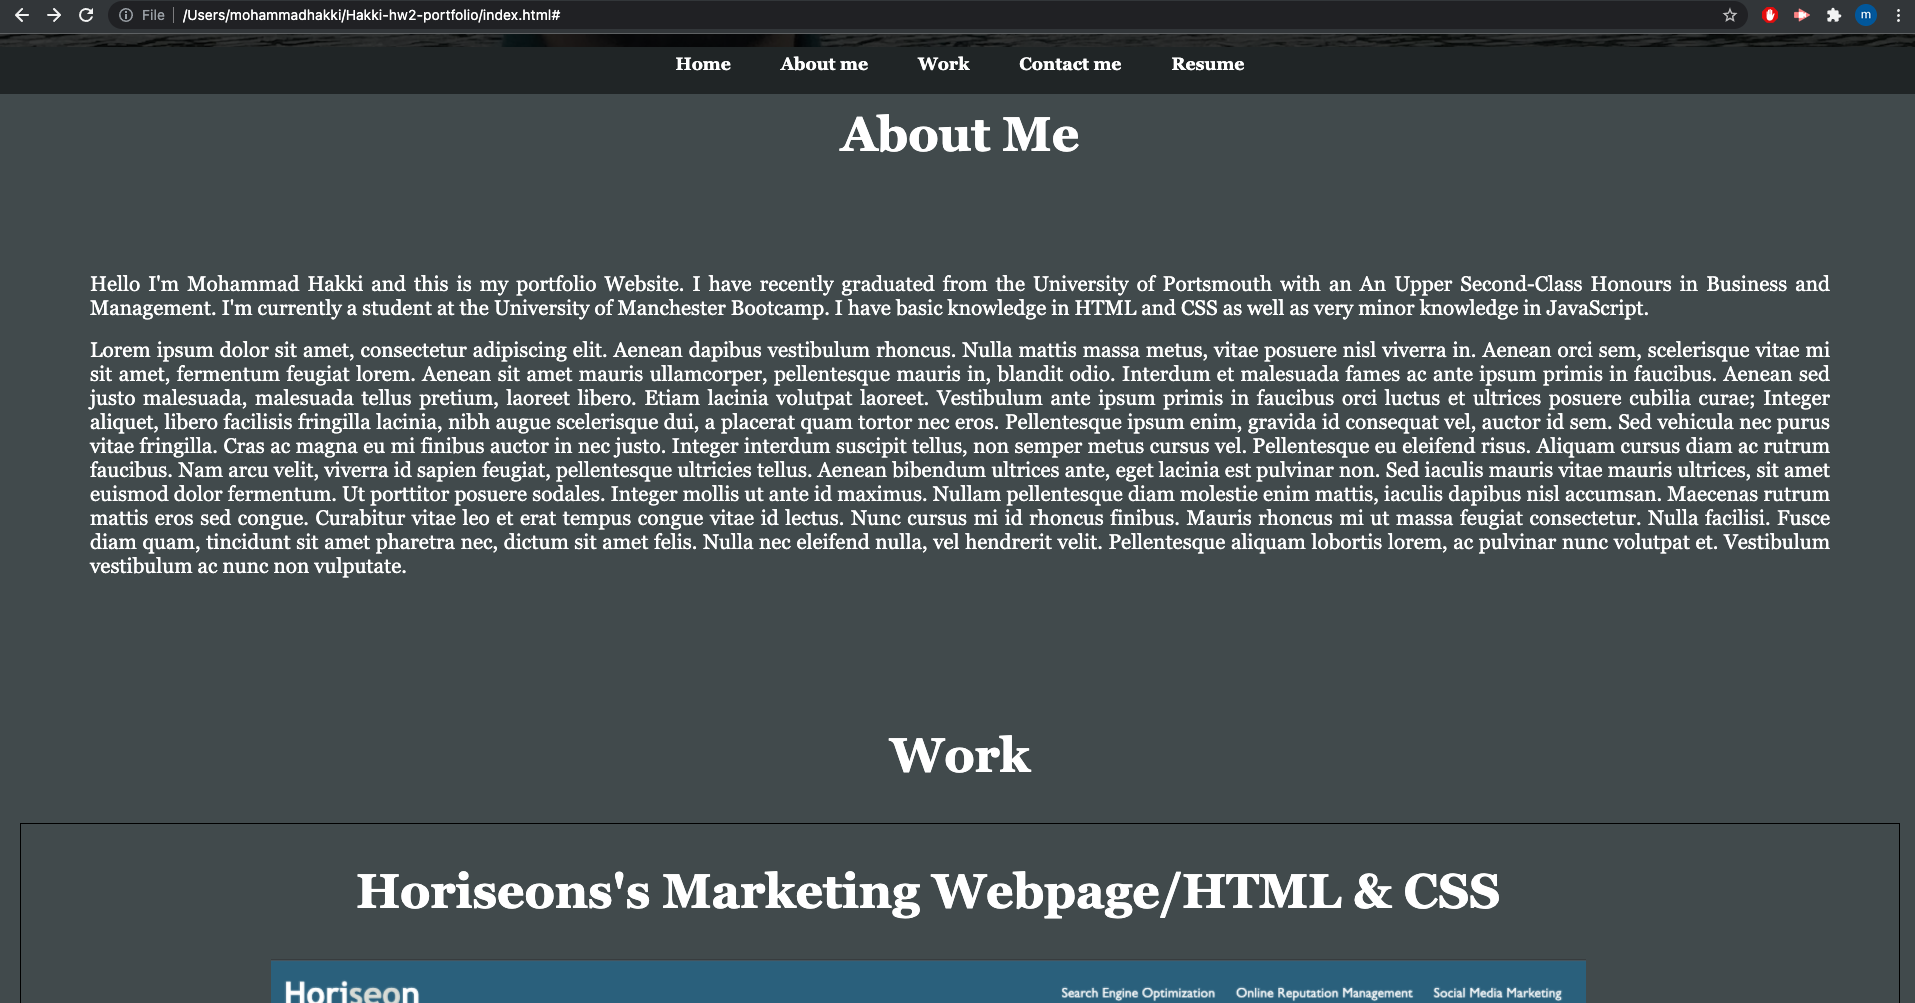 File /Users/mohammadhakki/Hakki-hw2-portfolio/index.html#
m
Home About me Work Contact me Resume
About Me
Hello I'm Mohammad Hakki and this is my portfolio Website. I have recently graduated from the University of Portsmouth with an An Upper Second-Class Honours in Business and
Management. I'm currently a student at the University of Manchester Bootcamp. I have basic knowledge in HTML and CSS as well as very minor knowledge in JavaScript.
Lorem ipsum dolor sit amet, consectetur adipiscing elit. Aenean dapibus vestibulum rhoncus. Nulla mattis massa metus, vitae posuere nisl viverra in. Aenean orci sem, scelerisque vitae mi
sit amet, fermentum feugiat lorem. Aenean sit amet mauris ullamcorper, pellentesque mauris in, blandit odio. Interdum et malesuada fames ac ante ipsum primis in faucibus. Aenean sed
justo malesuada, malesuada tellus pretium, laoreet libero. Etiam lacinia volutpat laoreet. Vestibulum ante ipsum primis in faucibus orci luctus et ultrices posuere cubilia curae; Integer
aliquet, libero facilisis fringilla lacinia, nibh augue scelerisque dui, a placerat quam tortor nec eros. Pellentesque ipsum enim, gravida id consequat vel, auctor id sem. Sed vehicula nec purus
vitae fringilla. Cras ac magna eu mi finibus auctor in nec justo. Integer interdum suscipit tellus, non semper metus cursus vel. Pellentesque eu eleifend risus. Aliquam cursus diam ac rutrum
faucibus. Nam arcu velit, viverra id sapien feugiat, pellentesque ultricies tellus. Aenean bibendum ultrices ante, eget lacinia est pulvinar non. Sed iaculis mauris vitae mauris ultrices, sit amet
euismod dolor fermentum. Ut porttitor posuere sodales. Integer mollis ut ante id maximus. Nullam pellentesque diam molestie enim mattis, iaculis dapibus nisl accumsan. Maecenas rutrum
mattis eros sed congue. Curabitur vitae leo et erat tempus congue vitae id lectus. Nunc cursus mi id rhoncus finibus. Mauris rhoncus mi ut massa feugiat consectetur. Nulla facilisi. Fusce
diam quam, tincidunt sit amet pharetra nec, dictum sit amet felis. Nulla nec eleifend nulla, vel hendrerit velit. Pellentesque aliquam lobortis lorem, ac pulvinar nunc volutpat et. Vestibulum
vestibulum ac nunc non vulputate.
Work
Horiseons's Marketing Webpage/HTML & CSS
Horiseon Search Engine Optimization Online Reputation Management Social Media Marketing